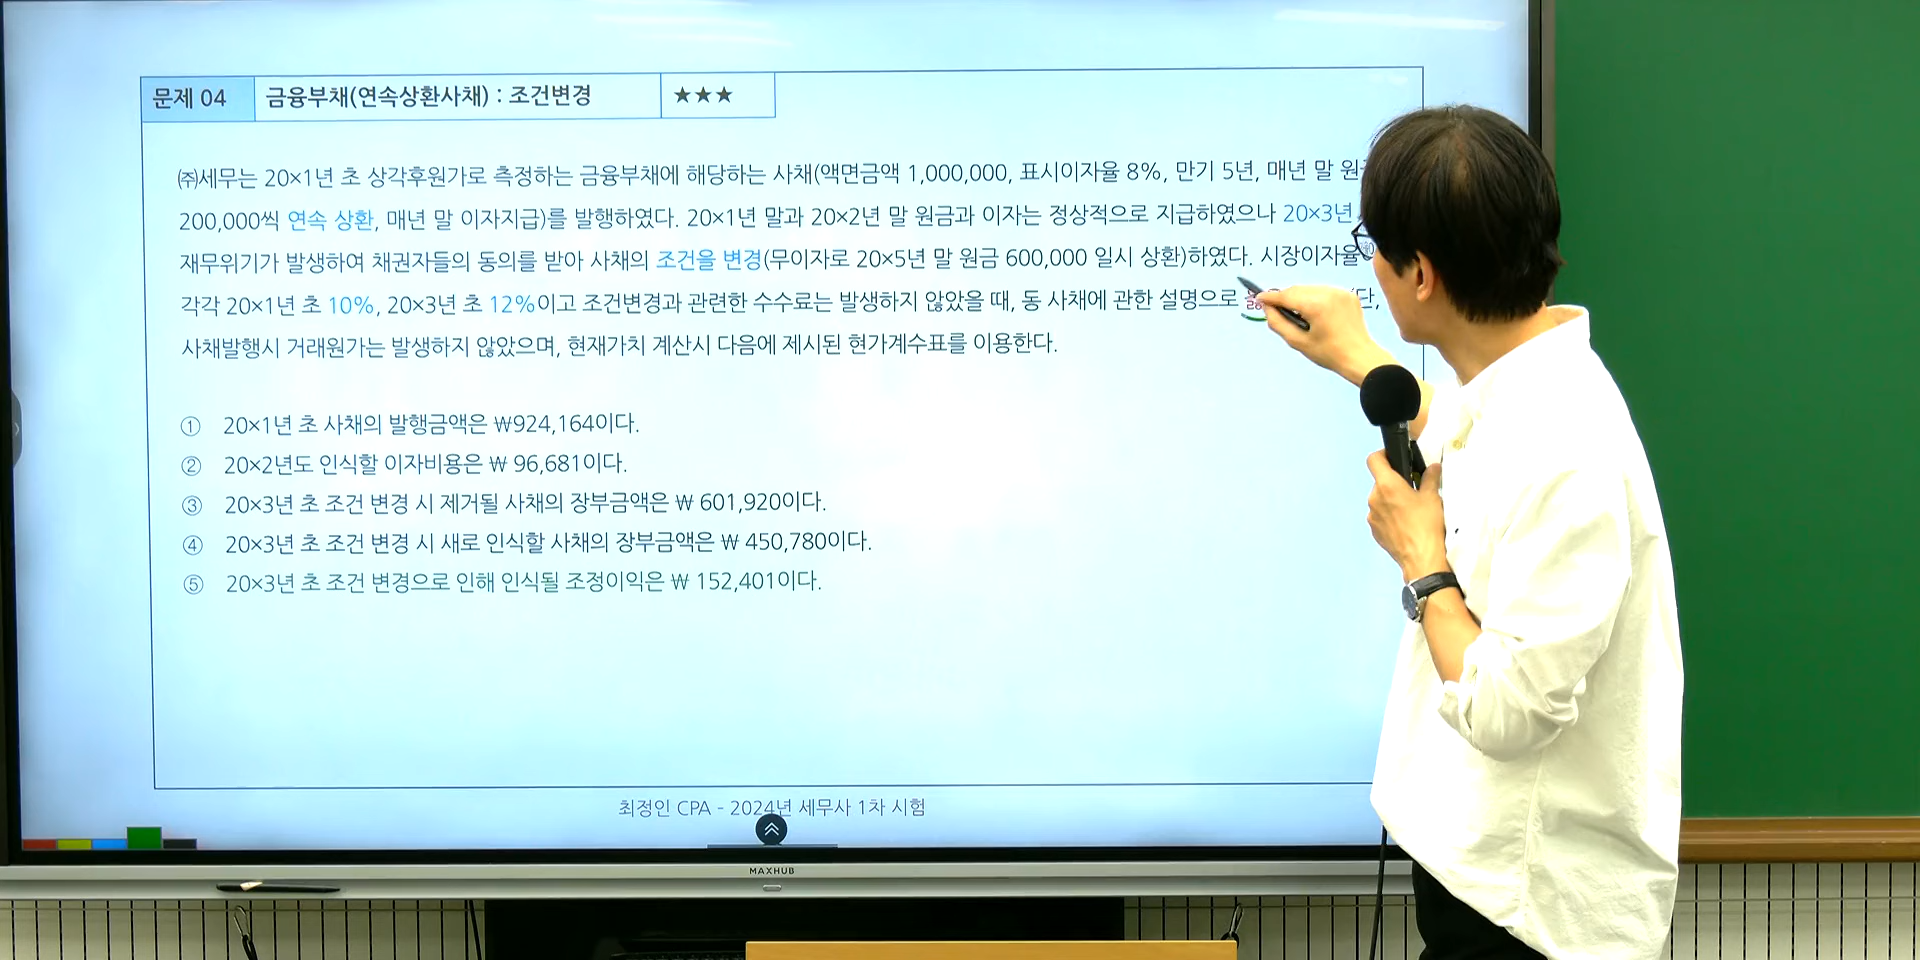 문제 04 금융부채(연속상환사채) : 조건변경 ★★★
㈜세무는 20×1년 초 상각후원가로 측정하는 금융부채에 해당하는 사채(액면금액 1,000,000, 표시이자율 8%, 만기 5년, 매년 말
200,000씩 연속 상환, 매년 말 이자지급)를 발행하였다. 20×1년 말과 20×2년 말 원금과 이자는 정상적으로 지급하였으나 20×3년
재무위기가 발생하여 채권자들의 동의를 받아 사채의 조건을 변경(무이자로 20×5년 말 원금 600,000 일시 상환)하였다. 시장이자율
각각 20×1년 초 10%, 20×3년 초 12%이고 조건변경과 관련한 수수료는 발생하지 않았을 때, 동 사채에 관한 설명으로
사채발행시 거래원가는 발생하지 않았으며, 현재가치 계산시 다음에 제시된 현가계수표를 이용한다.
① 20×1년 초 사채의 발행금액은 ₩924,164이다.
② 20×2년도 인식할 이자비용은 ₩ 96,681이다.
③ 20×3년 초 조건 변경 시 제거될 사채의 장부금액은 ₩ 601,920이다.
④ 20×3년 초 조건 변경 시 새로 인식할 사채의 장부금액은 ₩ 450,780이다.
⑤ 20×3년 초 조건 변경으로 인해 인식될 조정이익은 ₩ 152,401이다.
최정인 CPA - 2024년 세무사 1차 시험
MAXHUB